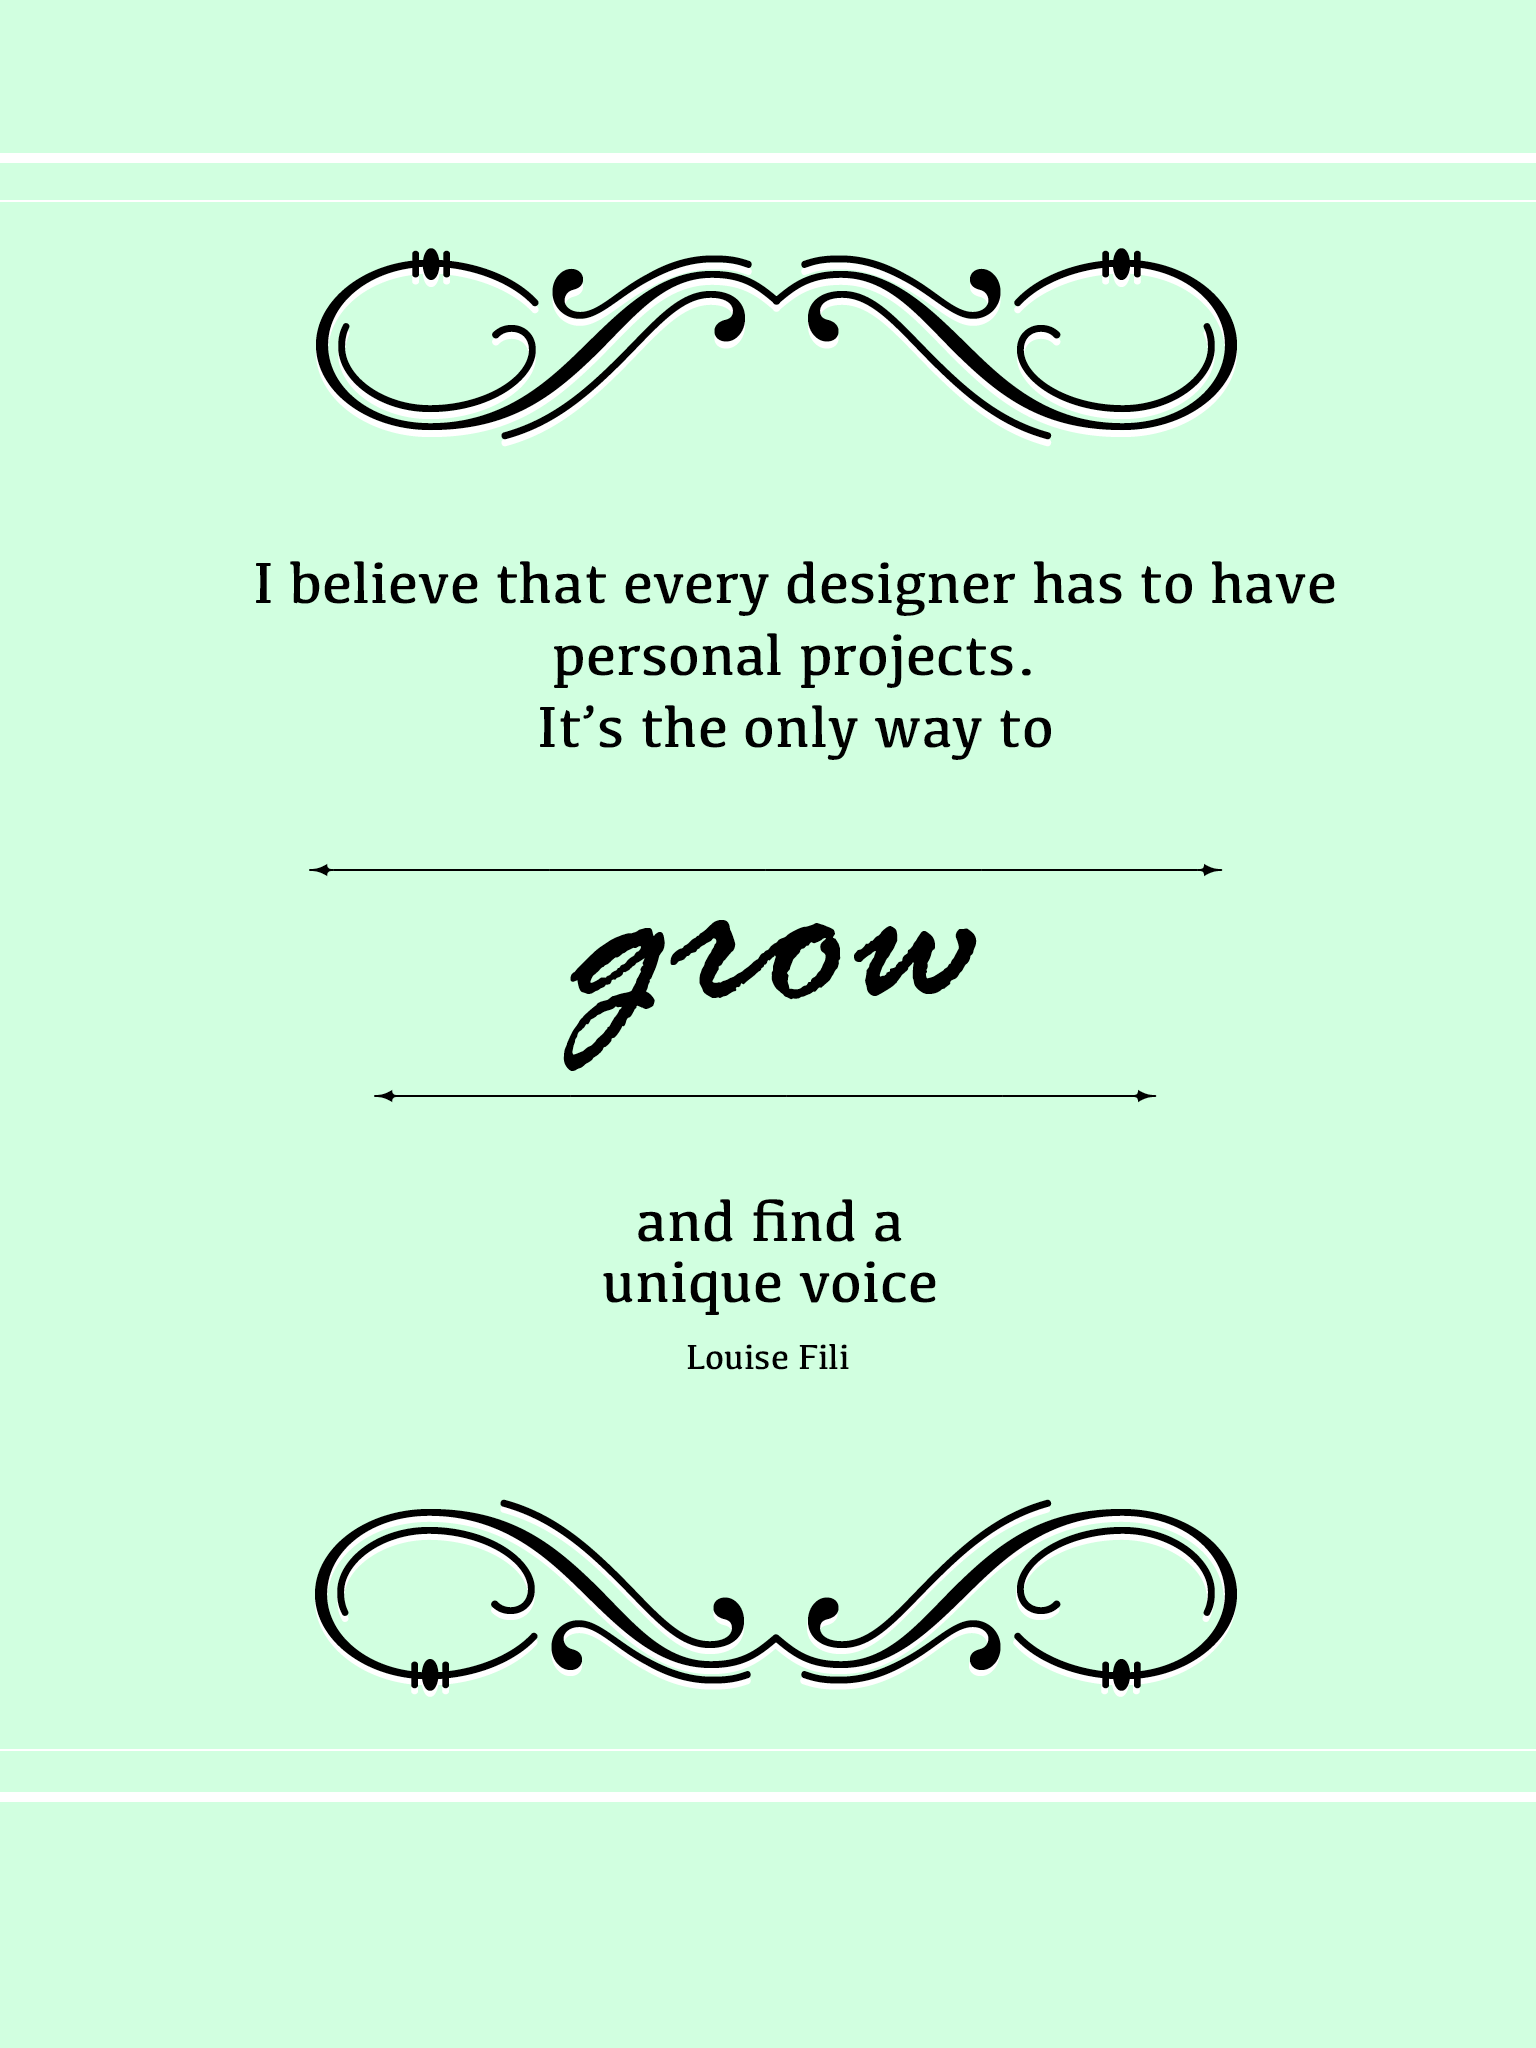 I believe that every designer has to have
personal projects.
It’s the only way to
grow
and find a
unique voice
Louise Fili